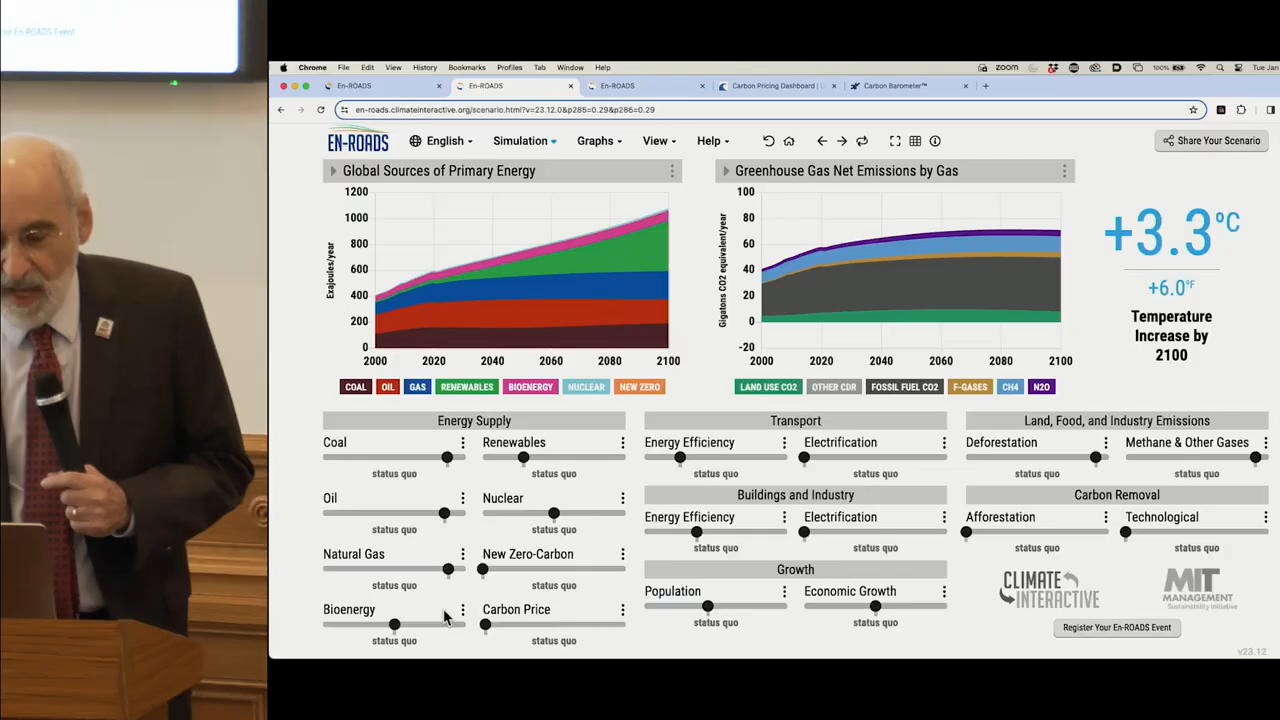 our En-ROADS Event
Chrome File Edit View History Bookmarks Profiles Tab Window Help
zoom 100% Tue Jan
En-ROADS
En-ROADS
En-ROADS
Carbon Pricing Dashboard | U
Carbon Barometer™
en-roads.climateinteractive.org/scenario.html?v=23.12.0&p285=0.29&p286=0.29
EN-ROADS
English Simulation Graphs View Help
Share Your Scenario
Global Sources of Primary Energy
Exajoules/year
1200
1000
800
600
400
200
0
2000 2020 2040 2060 2080 2100
COAL OIL GAS RENEWABLES BIOENERGY NUCLEAR NEW ZERO
Greenhouse Gas Net Emissions by Gas
Gigatons CO2 equivalent/year
100
80
60
40
20
0
-20
2000 2020 2040 2060 2080 2100
LAND USE CO2 OTHER CDR FOSSIL FUEL CO2 F-GASES CH4 N2O
+3.3°C
+6.0°F
Temperature
Increase by
2100
Energy Supply
Coal
status quo
Renewables
status quo
Oil
status quo
Nuclear
status quo
Natural Gas
status quo
New Zero-Carbon
status quo
Bioenergy
status quo
Carbon Price
status quo
Transport
Energy Efficiency
status quo
Electrification
status quo
Buildings and Industry
Energy Efficiency
status quo
Electrification
status quo
Growth
Population
status quo
Economic Growth
status quo
Land, Food, and Industry Emissions
Deforestation
status quo
Methane & Other Gases
status quo
Carbon Removal
Afforestation
status quo
Technological
status quo
CLIMATE
INTERACTIVE
MIT
MANAGEMENT
Sustainability Initiative
Register Your En-ROADS Event
v23.12